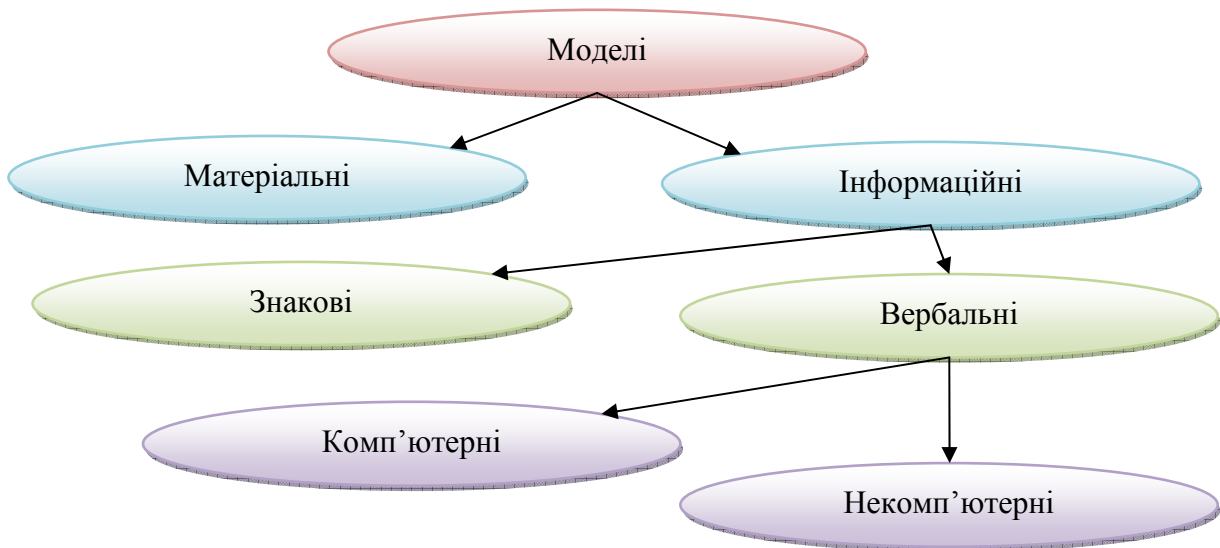 Моделі
Матеріальні
Інформаційні
Знакові
Вербальні
Комп’ютерні
Некомп’ютерні